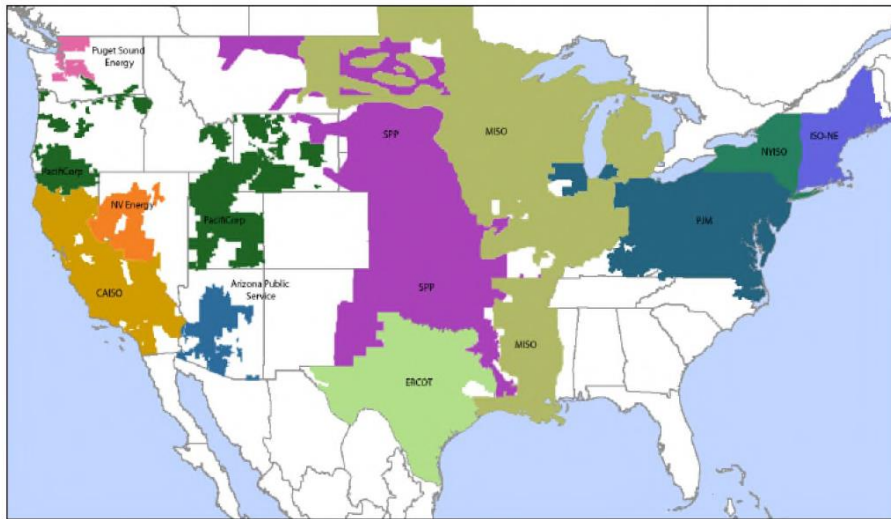 Puget Sound
Energy
PacifiCorp
NV Energy
CAISO
PacifiCorp
Arizona Public
Service
SPP
SPP
ERCOT
MISO
MISO
PJM
NYISO
ISO-NE